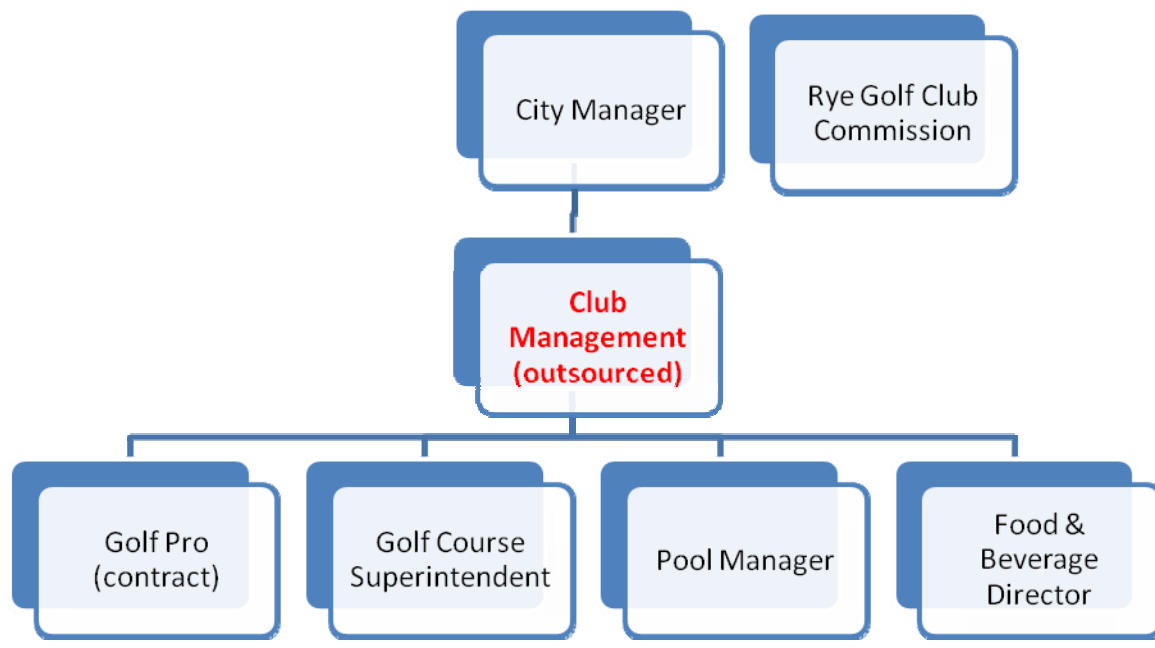 City Manager
Rye Golf Club
Commission
Club
Management
(outsourced)
Golf Pro
(contract)
Golf Course
Superintendent
Pool Manager
Food &
Beverage
Director